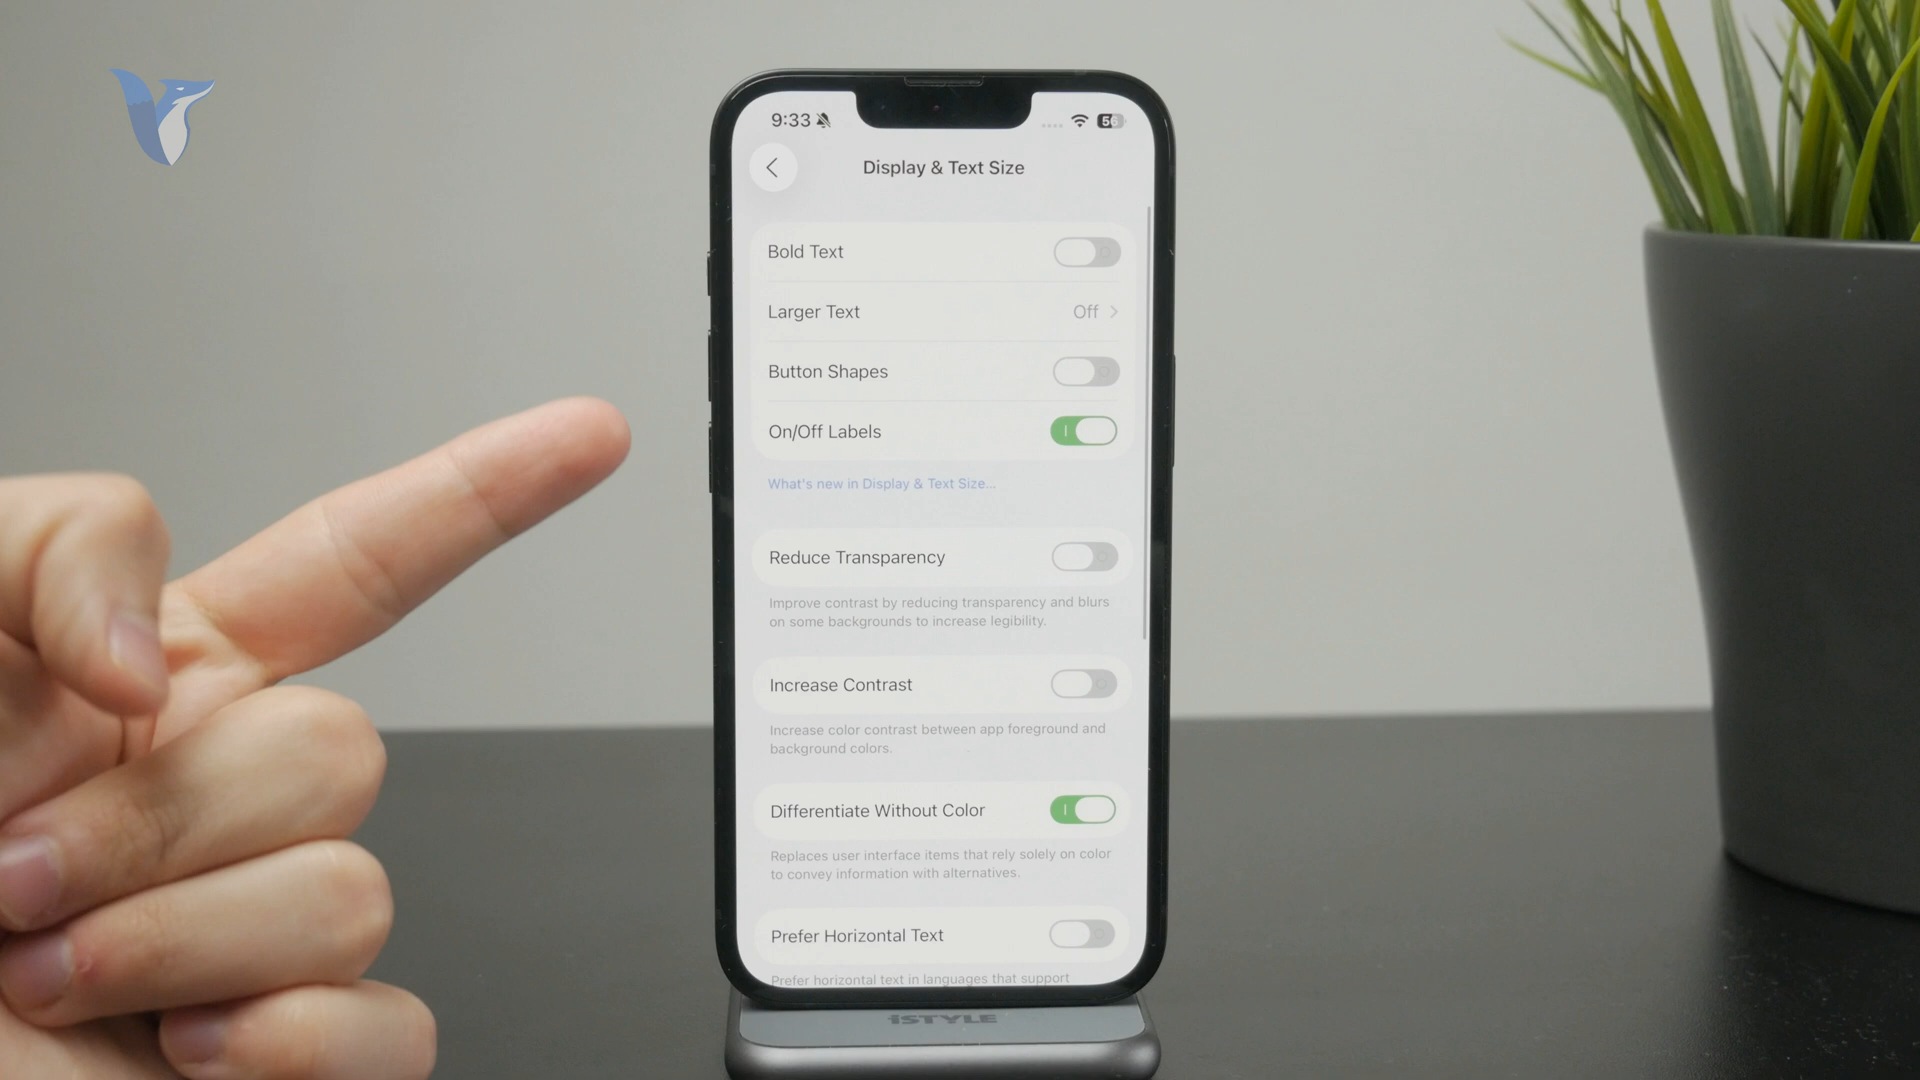 9:33
56
Display & Text Size
Bold Text
Larger Text
Off
Button Shapes
On/Off Labels
What's new in Display & Text Size...
Reduce Transparency
Improve contrast by reducing transparency and blurs
on some backgrounds to increase legibility.
Increase Contrast
Increase color contrast between app foreground and
background colors.
Differentiate Without Color
Replaces user interface items that rely solely on color
to convey information with alternatives.
Prefer Horizontal Text
Prefer horizontal text in languages that support
iSTYLE